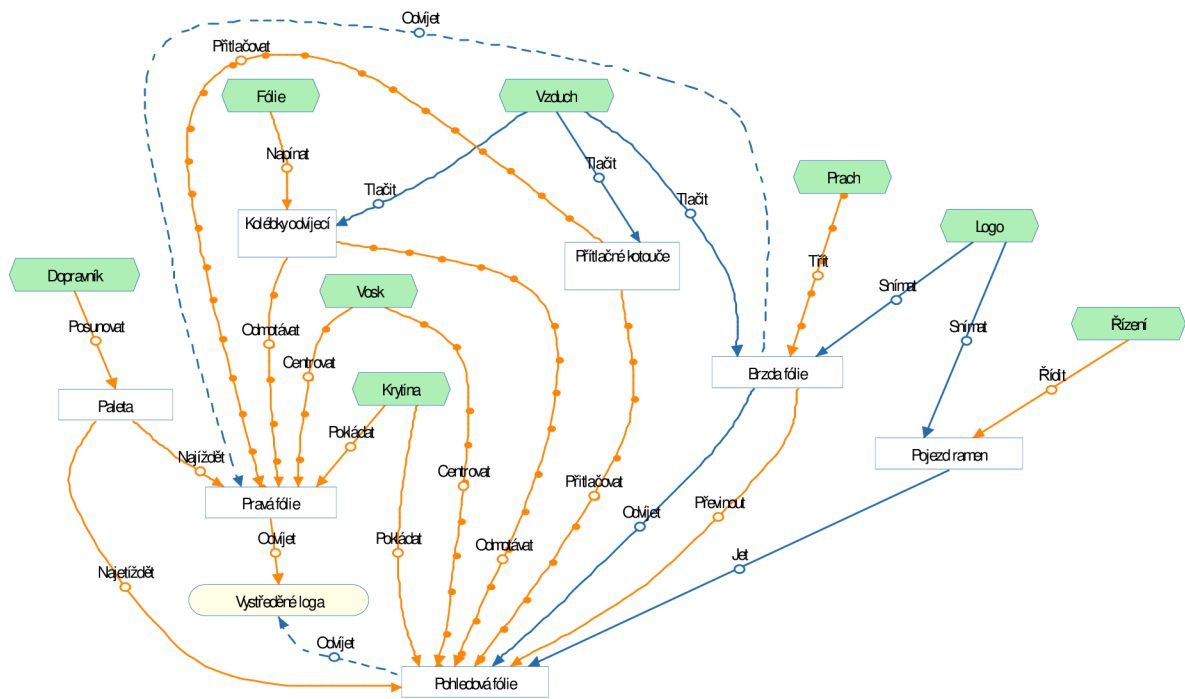 Odvíjet
Přítlačovat
Fólie
Vzduch
Napínat
Tlačit
Prach
Tlačit
Tlačit
Kolébky odvíjecí
Logo
Přítlačné kotouče
Dopravník
Třít
Vosk
Snímat
Posunovat
Odmotávat
Snímat
Řízení
Centrovat
Brzda fólie
Řídit
Krytina
Paleta
Pokládat
Pojezd ramen
Najíždět
Centrovat
Přitlačovat
Pravá fólie
Převinout
Odvíjet
Odvíjet
Pokládat
Odmotávat
Jet
Najetíždět
Vystředěné loga
Odvíjet
Pohledová fólie